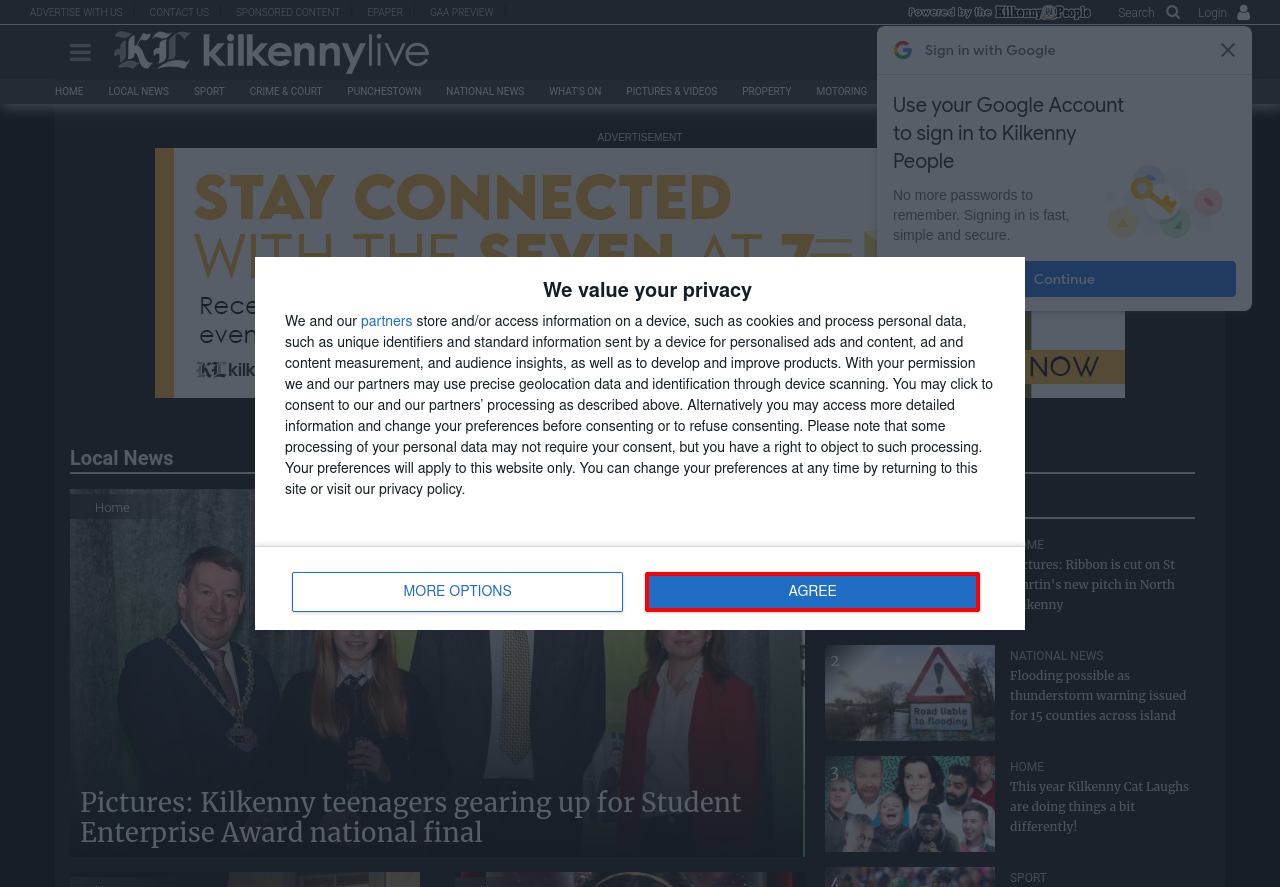 ADVERTISE WITH US
CONTACT US
SPONSORED CONTENT
EPAPER
GAA PREVIEW
Powered by the Kilkenny People
Search
Login
KL kilkennylive
HOME
LOCAL NEWS
SPORT
CRIME & COURT
PUNCHESTOWN
NATIONAL NEWS
WHAT'S ON
PICTURES & VIDEOS
PROPERTY
MOTORING
Sign in with Google
Use your Google Account
to sign in to Kilkenny
People
No more passwords to
remember. Signing in is fast,
simple and secure.
Continue
ADVERTISEMENT
STAY CONNECTED
WITH THE SEVEN AT 7
NOW
We value your privacy
We and our partners store and/or access information on a device, such as cookies and process personal data,
such as unique identifiers and standard information sent by a device for personalised ads and content, ad and
content measurement, and audience insights, as well as to develop and improve products. With your permission
we and our partners may use precise geolocation data and identification through device scanning. You may click to
consent to our and our partners' processing as described above. Alternatively you may access more detailed
information and change your preferences before consenting or to refuse consenting. Please note that some
processing of your personal data may not require your consent, but you have a right to object to such processing.
Your preferences will apply to this website only. You can change your preferences at any time by returning to this
site or visit our privacy policy.
MORE OPTIONS
AGREE
Local News
Home
Pictures: Kilkenny teenagers gearing up for Student
Enterprise Award national final
Ribbon is cut on St
new pitch in North
2
Road liable
to flooding
NATIONAL NEWS
Flooding possible as
thunderstorm warning issued
for 15 counties across island
3
HOME
This year Kilkenny Cat Laughs
are doing things a bit
differently!
SPORT